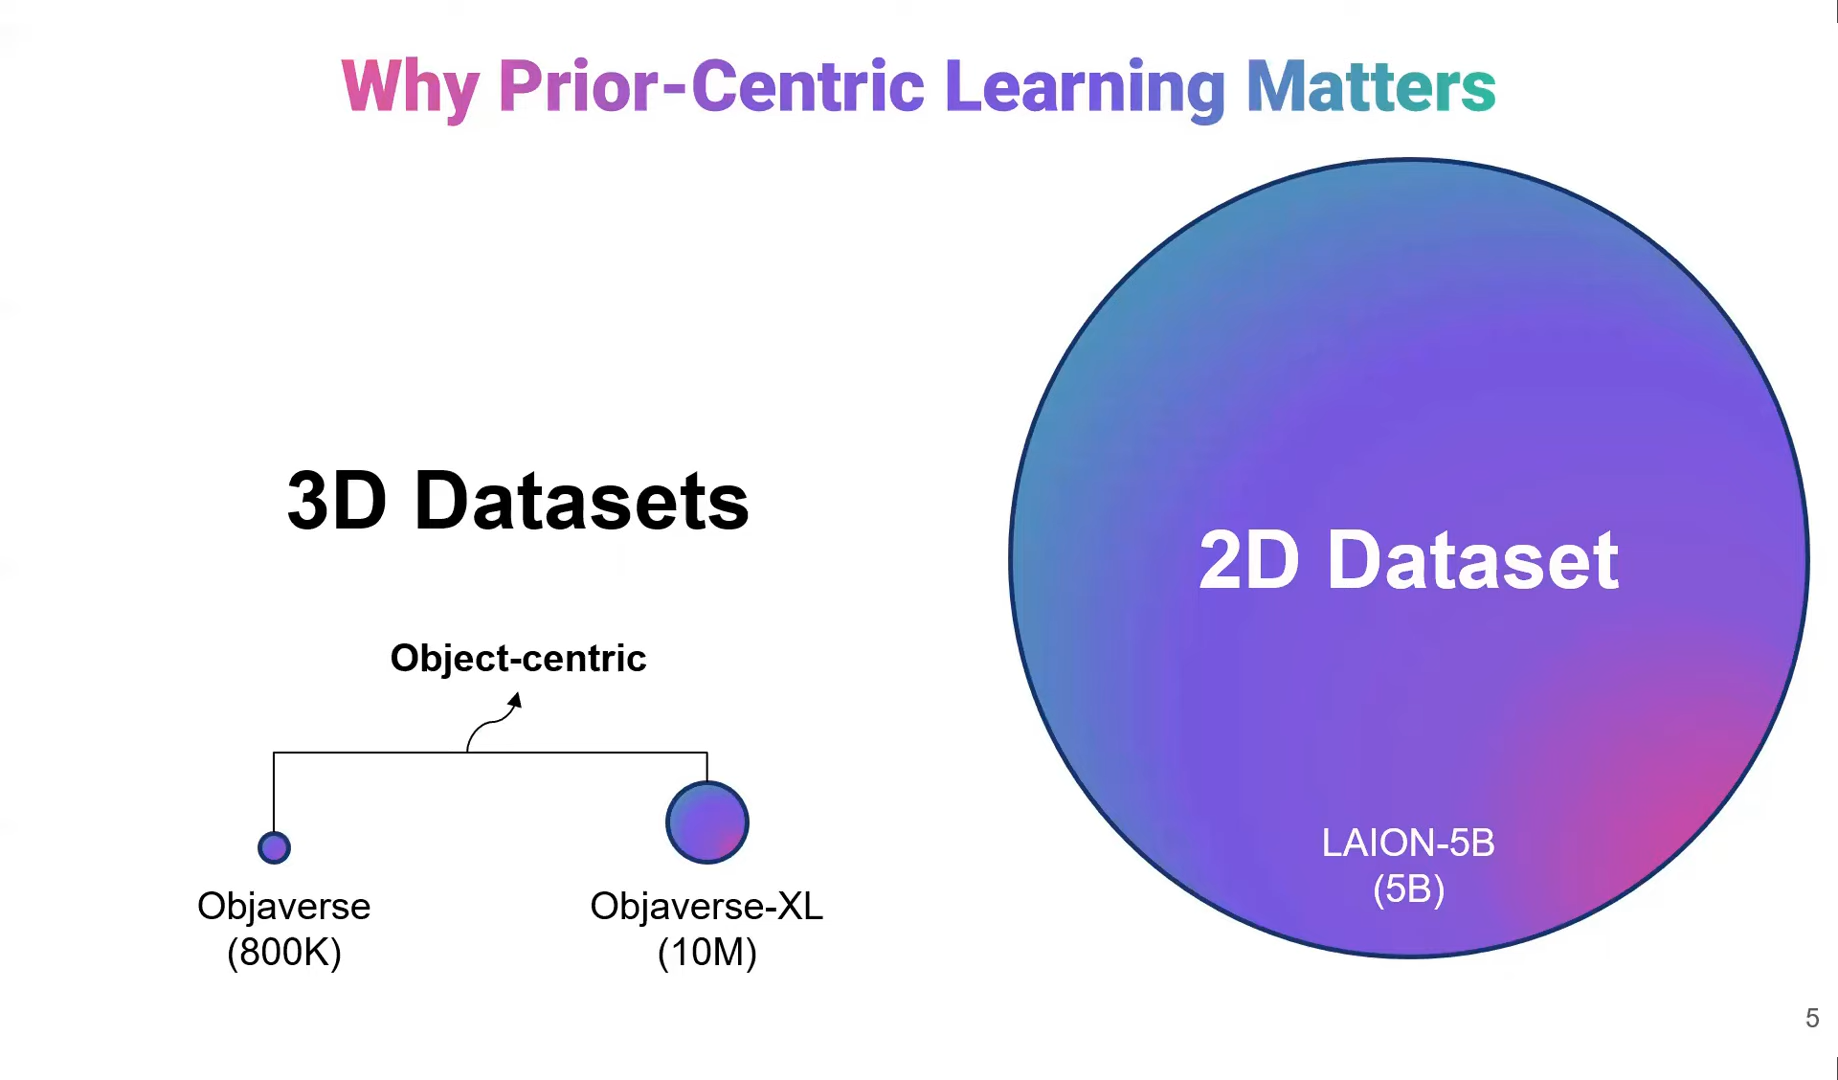 Why Prior-Centric Learning Matters
3D Datasets
Object-centric
Objaverse
(800K)
Objaverse-XL
(10M)
2D Dataset
LAION-5B
(5B)
5